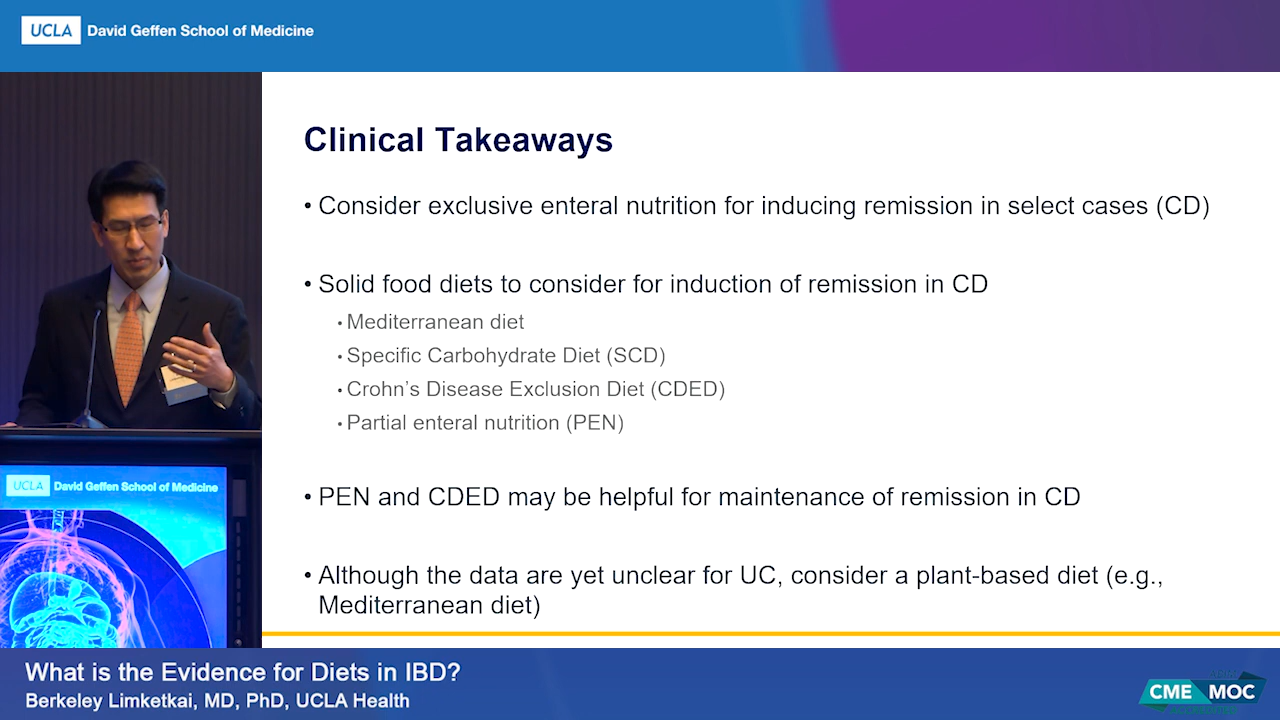 UCLA David Geffen School of Medicine
Clinical Takeaways
• Consider exclusive enteral nutrition for inducing remission in select cases (CD)
• Solid food diets to consider for induction of remission in CD
• Mediterranean diet
• Specific Carbohydrate Diet (SCD)
• Crohn's Disease Exclusion Diet (CDED)
• Partial enteral nutrition (PEN)
• PEN and CDED may be helpful for maintenance of remission in CD
• Although the data are yet unclear for UC, consider a plant-based diet (e.g.,
Mediterranean diet)
UCLA David Geffen School of Medicine
What is the Evidence for Diets in IBD?
Berkeley Limketkai, MD, PhD, UCLA Health
CME MOC